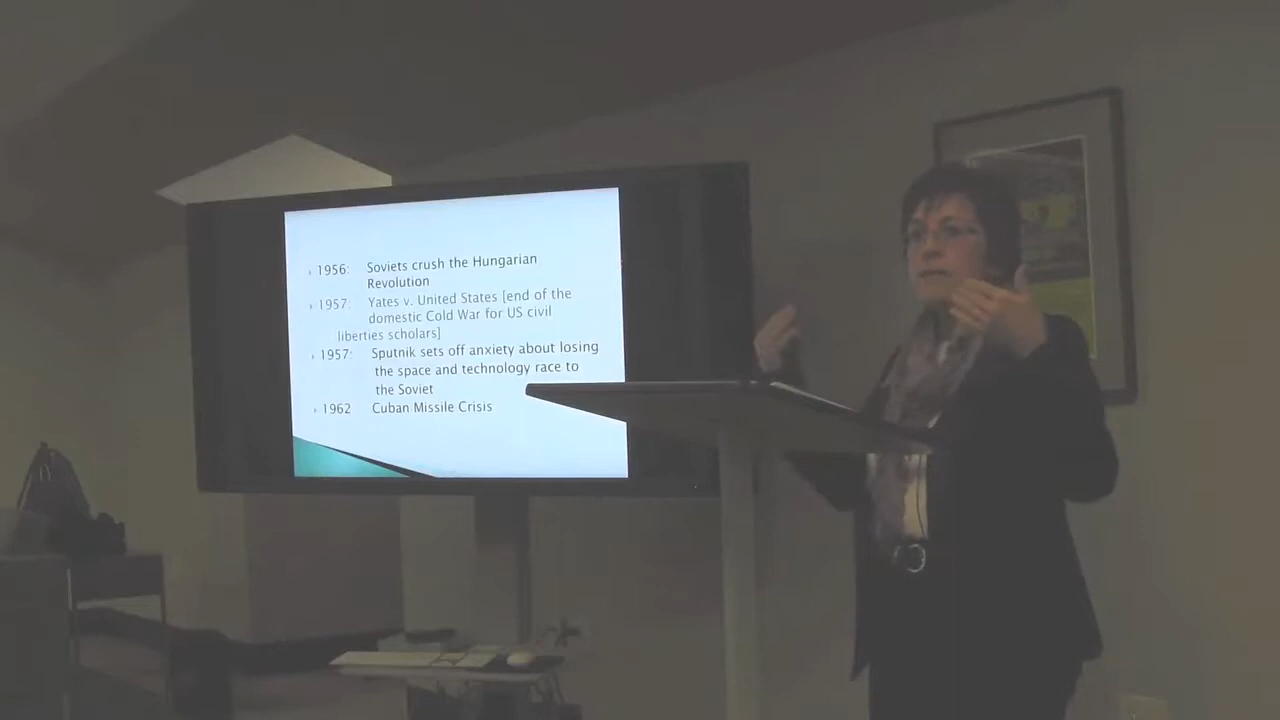 1956: Soviets crush the Hungarian
Revolution
1957: Yates v. United States [end of the
domestic Cold War for US civil
liberties scholars]
1957: Sputnik sets off anxiety about losing
the space and technology race to
the Soviet
1962 Cuban Missile Crisis